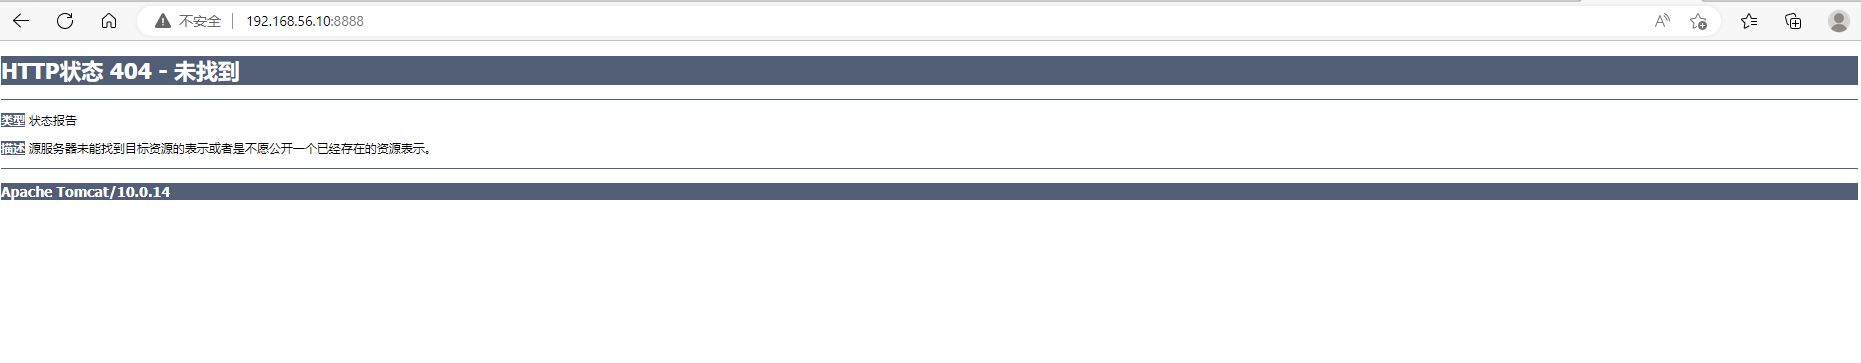 不安全 192.168.56.10:8888
HTTP状态 404 - 未找到
类型 状态报告
描述 源服务器未能找到目标资源的表示或者是不愿公开一个已经存在的资源表示。
Apache Tomcat/10.0.14